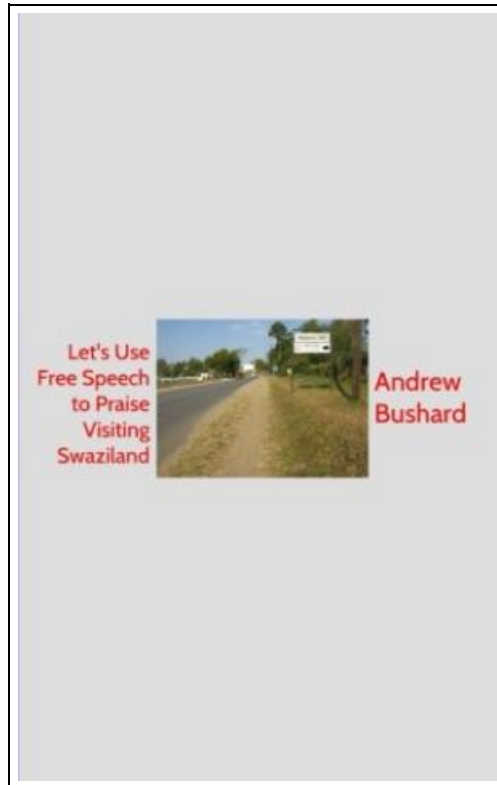 Let's Use
Free Speech
to Praise
Visiting
Swaziland
Andrew
Bushard